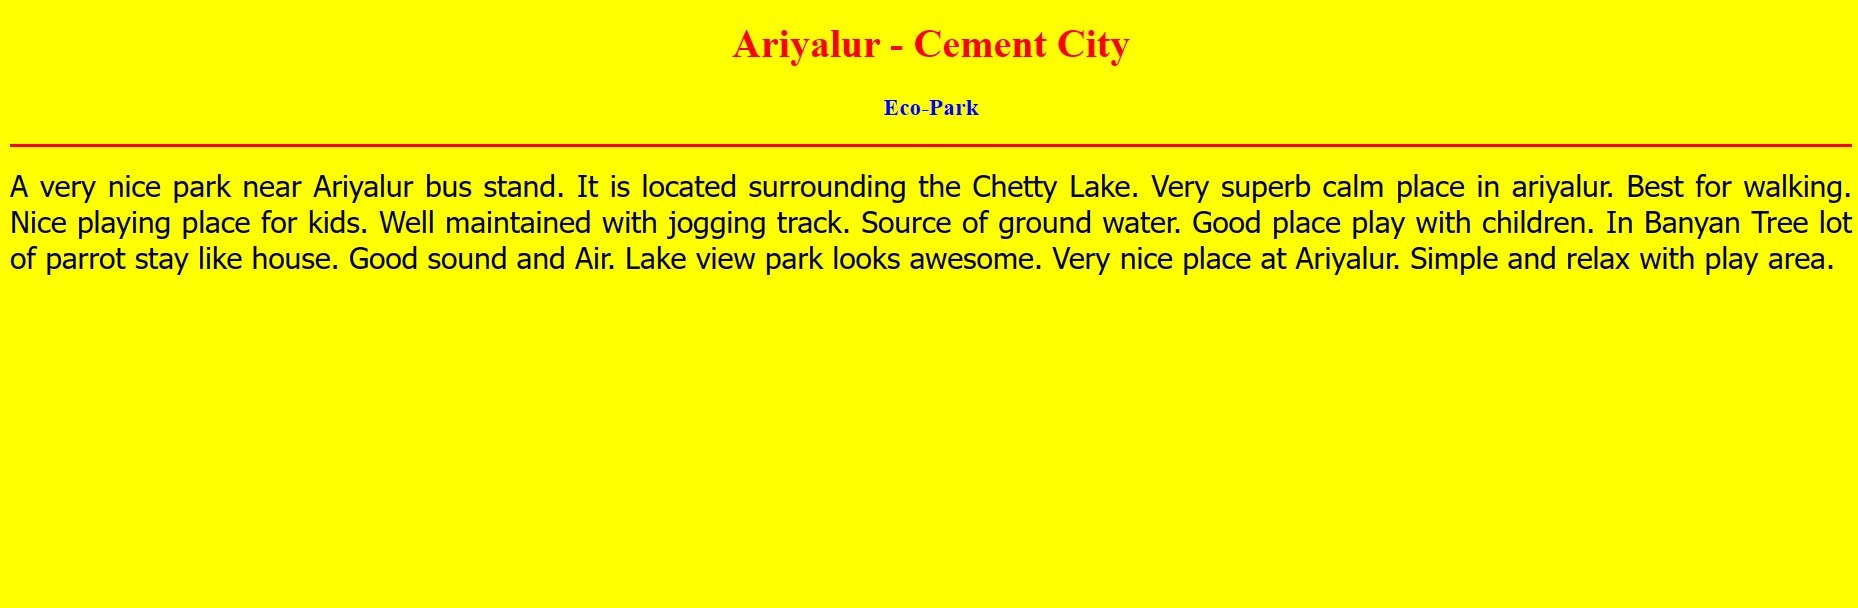 Ariyalur - Cement City
Eco-Park
A very nice park near Ariyalur bus stand. It is located surrounding the Chetty Lake. Very superb calm place in ariyalur. Best for walking.
Nice playing place for kids. Well maintained with jogging track. Source of ground water. Good place play with children. In Banyan Tree lot
of parrot stay like house. Good sound and Air. Lake view park looks awesome. Very nice place at Ariyalur. Simple and relax with play area.